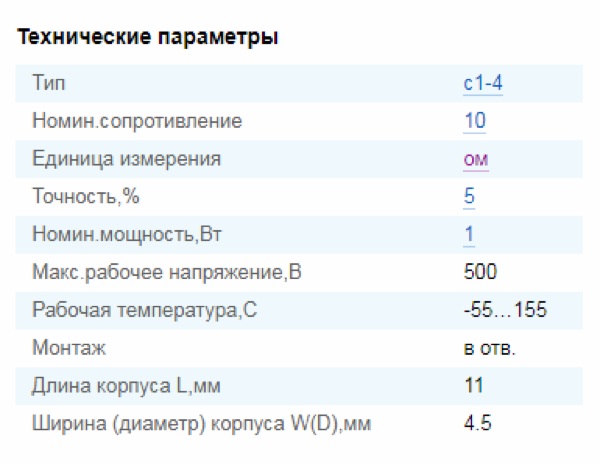 Технические параметры
Тип с1-4
Номин.сопротивление 10
Единица измерения ом
Точность,% 5
Номин.мощность,Вт 1
Макс.рабочее напряжение,В 500
Рабочая температура,С -55…155
Монтаж в отв.
Длина корпуса L,мм 11
Ширина (диаметр) корпуса W(D),мм 4.5